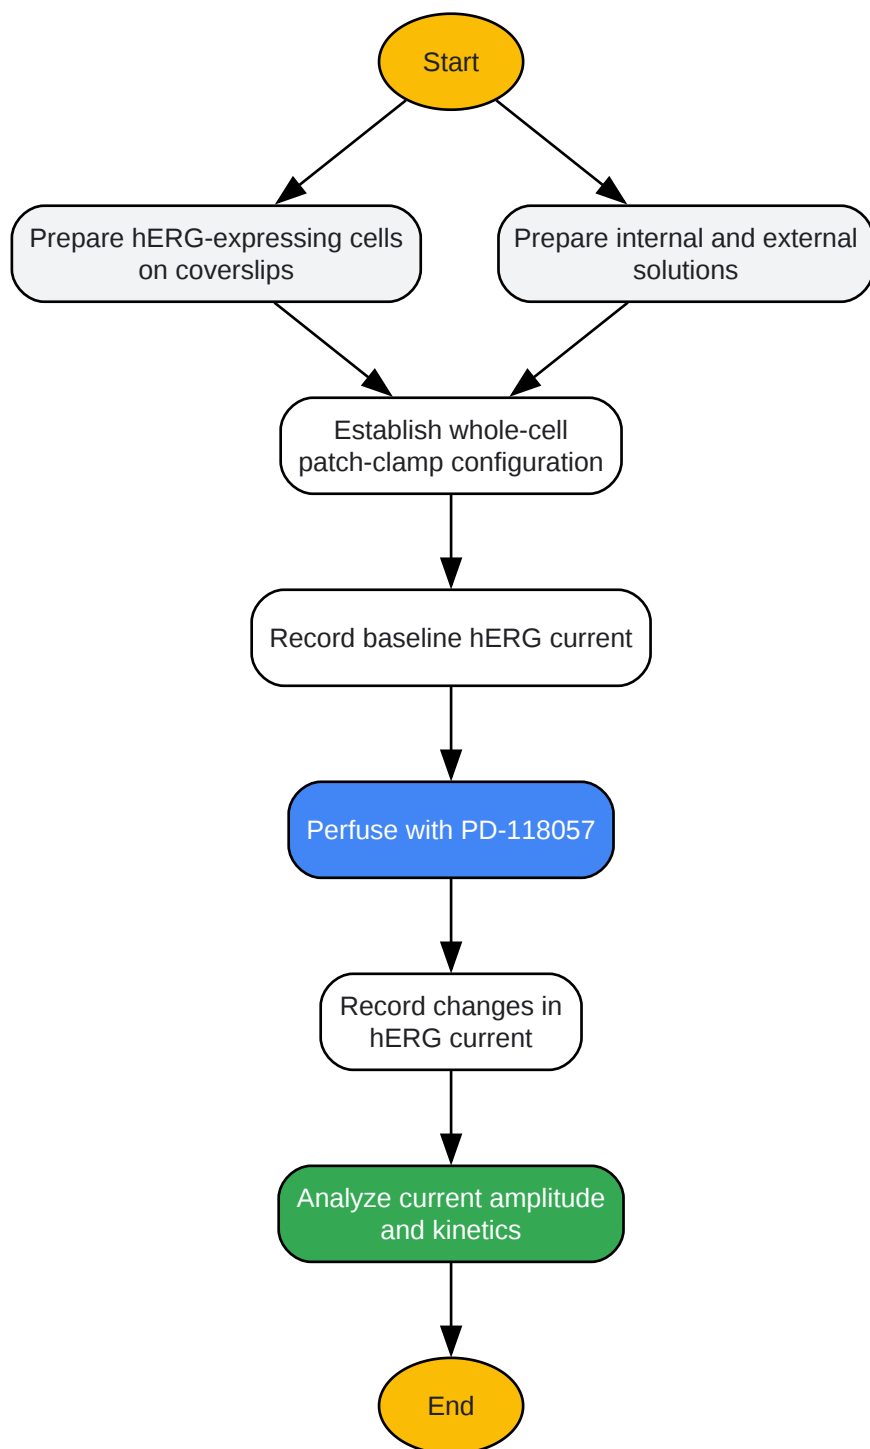 Start
Prepare hERG-expressing cells
on coverslips
Prepare internal and external
solutions
Establish whole-cell
patch-clamp configuration
Record baseline hERG current
Perfuse with PD-118057
Record changes in
hERG current
Analyze current amplitude
and kinetics
End